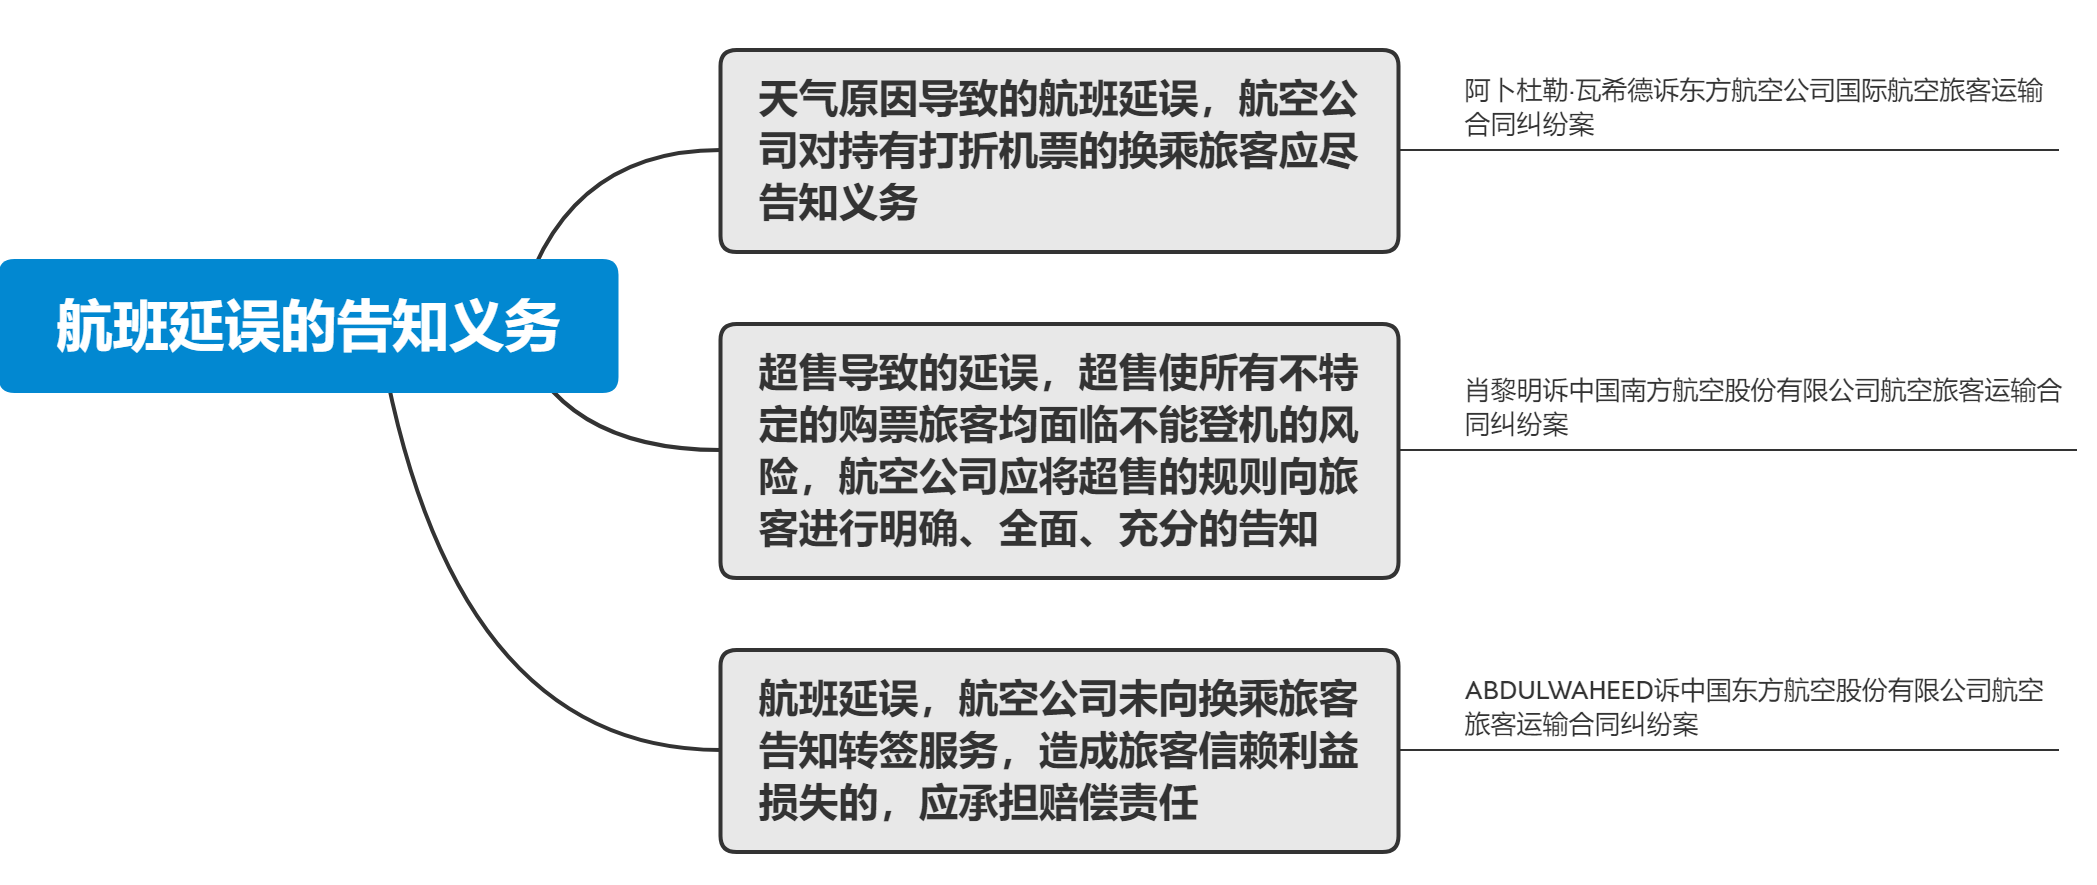 航班延误的告知义务
天气原因导致的航班延误，航空公
司对持有打折机票的换乘旅客应尽
告知义务
阿卜杜勒·瓦希德诉东方航空公司国际航空旅客运输
合同纠纷案
超售导致的延误，超售使所有不特
定的购票旅客均面临不能登机的风
险，航空公司应将超售的规则向旅
客进行明确、全面、充分的告知
肖黎明诉中国南方航空股份有限公司航空旅客运输合
同纠纷案
航班延误，航空公司未向换乘旅客
告知转签服务，造成旅客信赖利益
损失的，应承担赔偿责任
ABDULWAHEED诉中国东方航空股份有限公司航空
旅客运输合同纠纷案